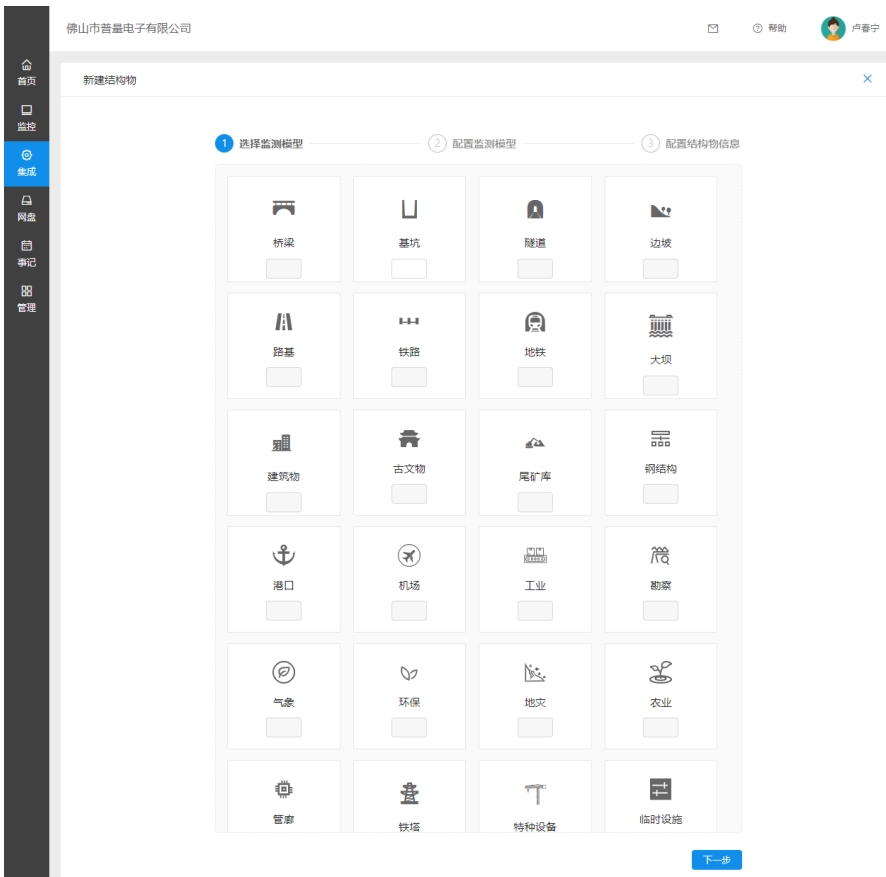 佛山市普量电子有限公司
帮助
卢春宁
首页
监控
集成
网盘
事记
管理
新建结构物
1 选择监测模型
2 配置监测模型
3 配置结构物信息
桥梁
基坑
隧道
边坡
路基
铁路
地铁
大坝
建筑物
古文物
尾矿库
钢结构
港口
机场
工业
勘察
气象
环保
地灾
农业
管廊
铁塔
特种设备
临时设施
下一步